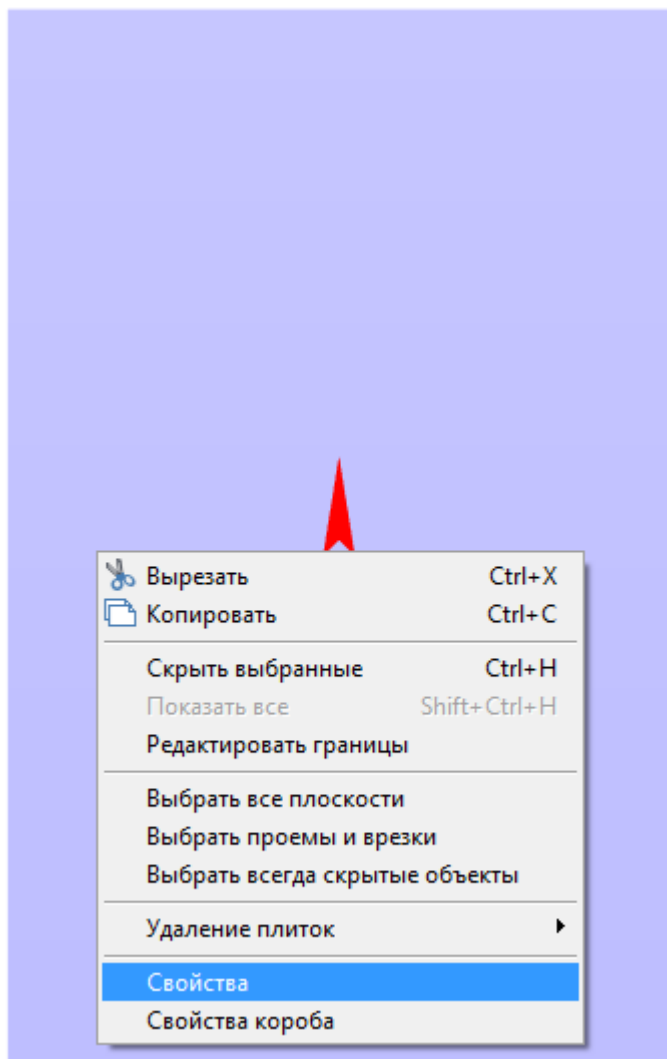 Вырезать Ctrl+X
Копировать Ctrl+C
Скрыть выбранные Ctrl+H
Показать все Shift+Ctrl+H
Редактировать границы
Выбрать все плоскости
Выбрать проемы и врезки
Выбрать всегда скрытые объекты
Удаление плиток
Свойства
Свойства короба